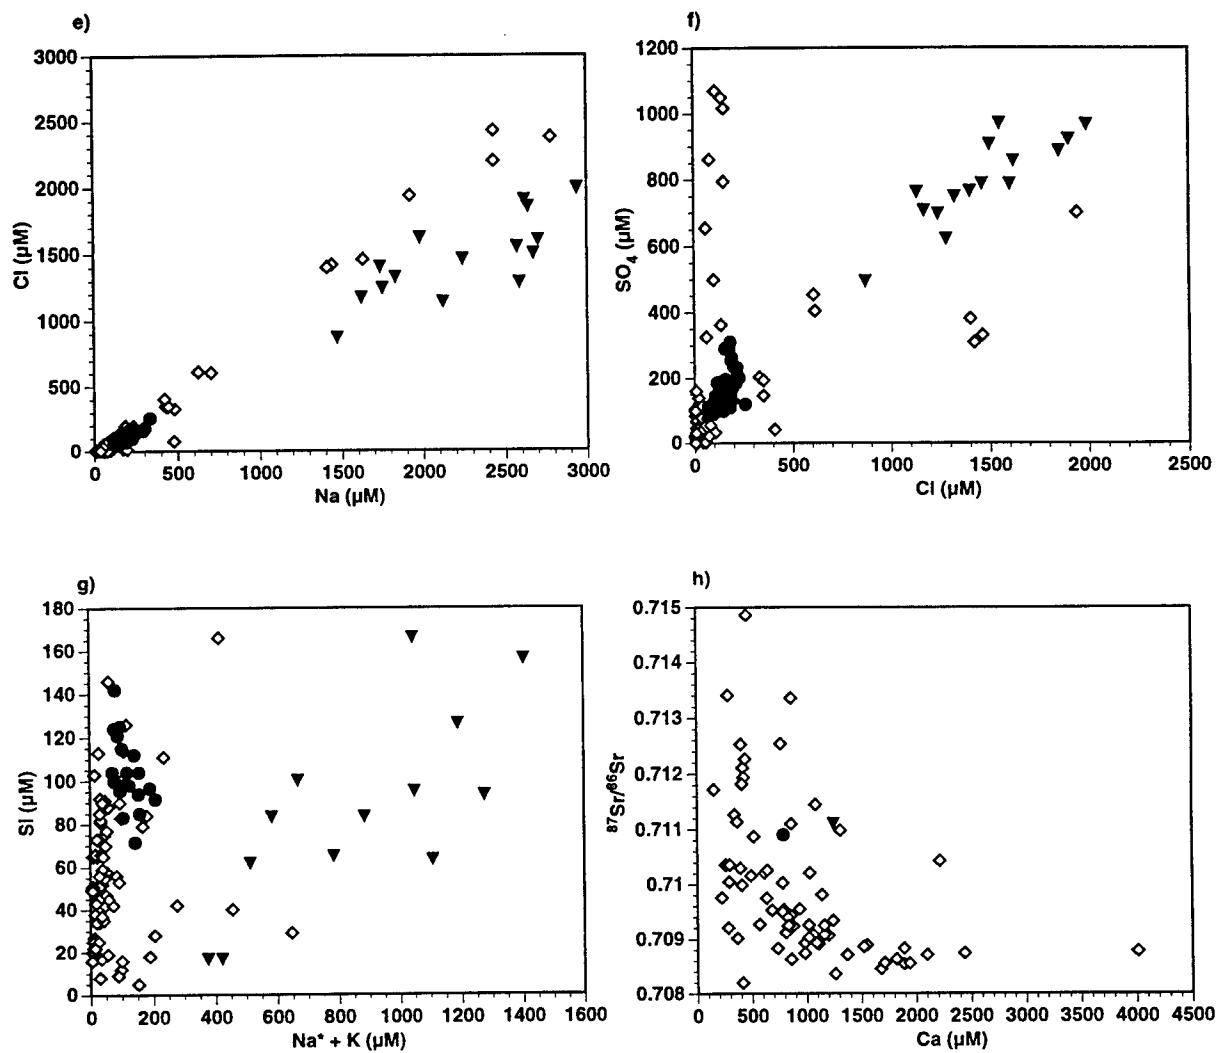 e)
3000
2500
2000
1500
1000
500
0
Cl (µM)
0 500 1000 1500 2000 2500 3000
Na (µM)
f)
1200
1000
800
600
400
200
0
SO4 (µM)
0 500 1000 1500 2000 2500
Cl (µM)
g)
180
160
140
120
100
80
60
40
20
0
Si (µM)
0 200 400 600 800 1000 1200 1400 1600
Na* + K (µM)
h)
0.715
0.714
0.713
0.712
0.711
0.71
0.709
0.708
87Sr/86Sr
0 500 1000 1500 2000 2500 3000 3500 4000 4500
Ca (µM)